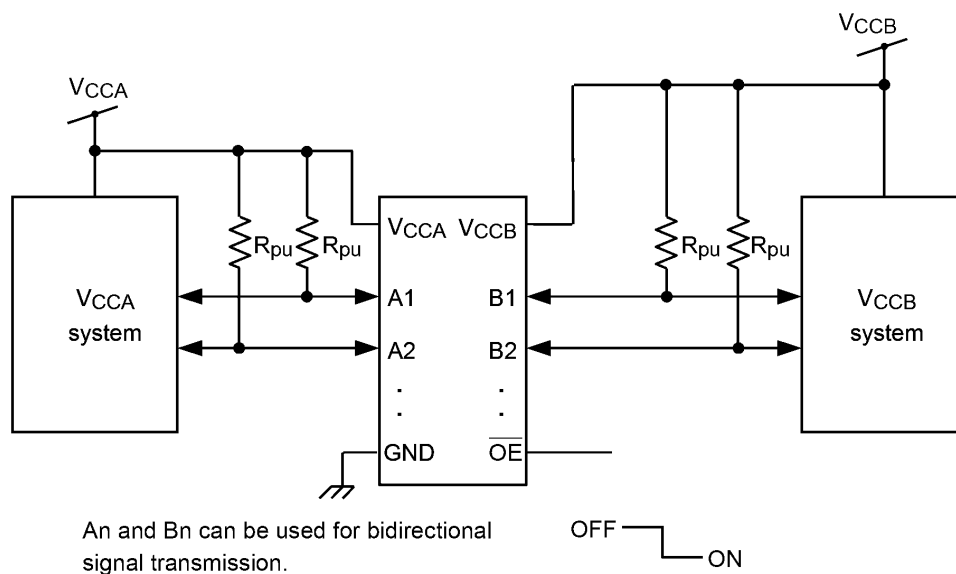 VCCB
VCCA
VCCA VCCB
Rpu Rpu Rpu Rpu
VCCA
system
A1 B1
A2 B2
VCCB
system
GND OE
An and Bn can be used for bidirectional
signal transmission.
OFF
ON